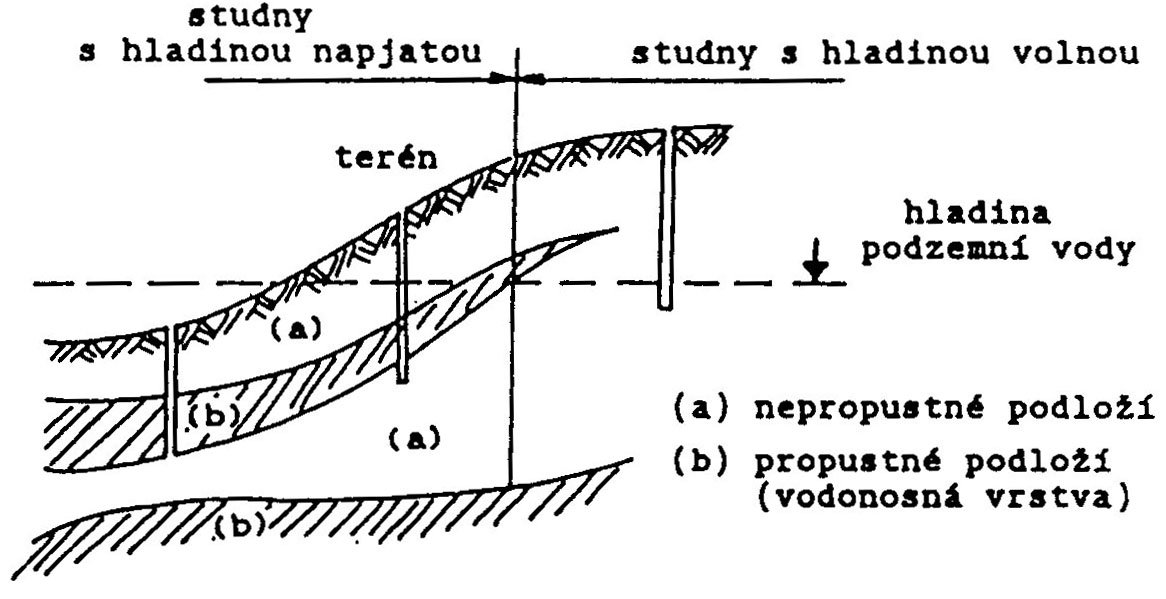 studny
s hladinou napjatou
studny s hladinou volnou
terén
hladina
podzemní vody
(a)
(b)
(a)
(b)
(a) nepropustné podloží
(b) propustné podloží
(vodonosná vrstva)